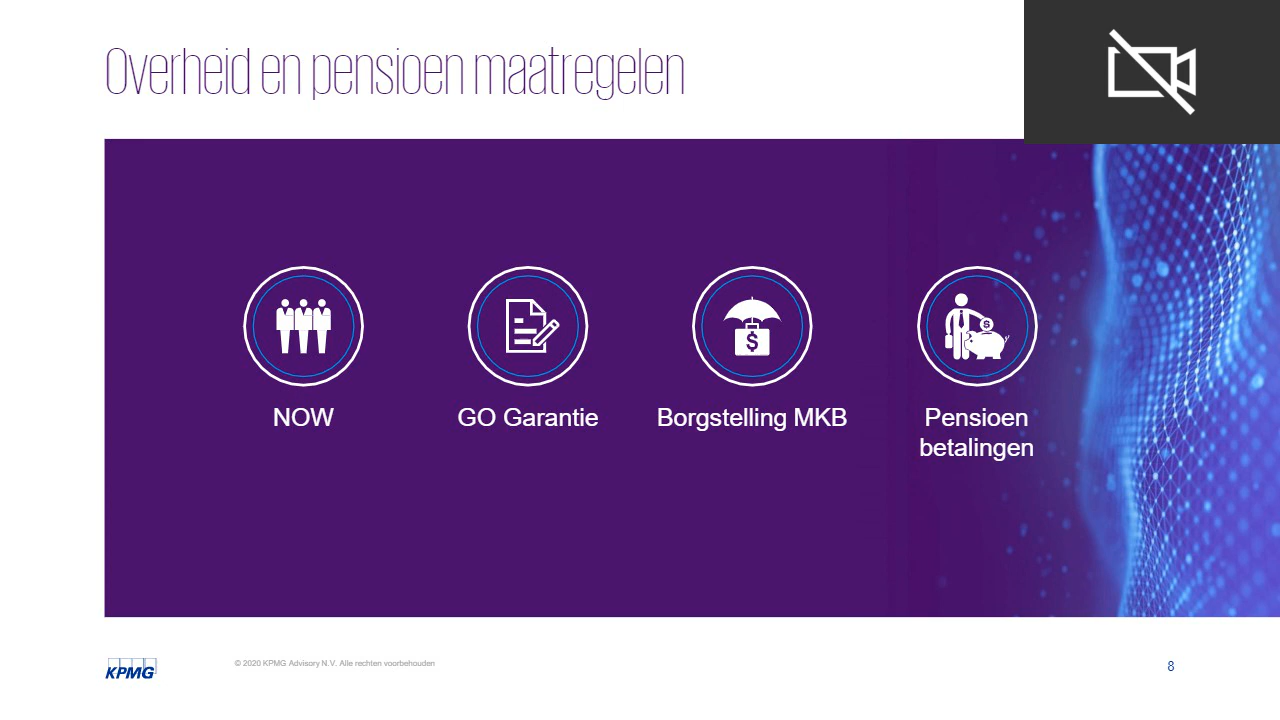 Overheid en pensioen maatregelen
NOW
GO Garantie
Borgstelling MKB
Pensioen
betalingen
KPMG
© 2020 KPMG Advisory N.V. Alle rechten voorbehouden
8